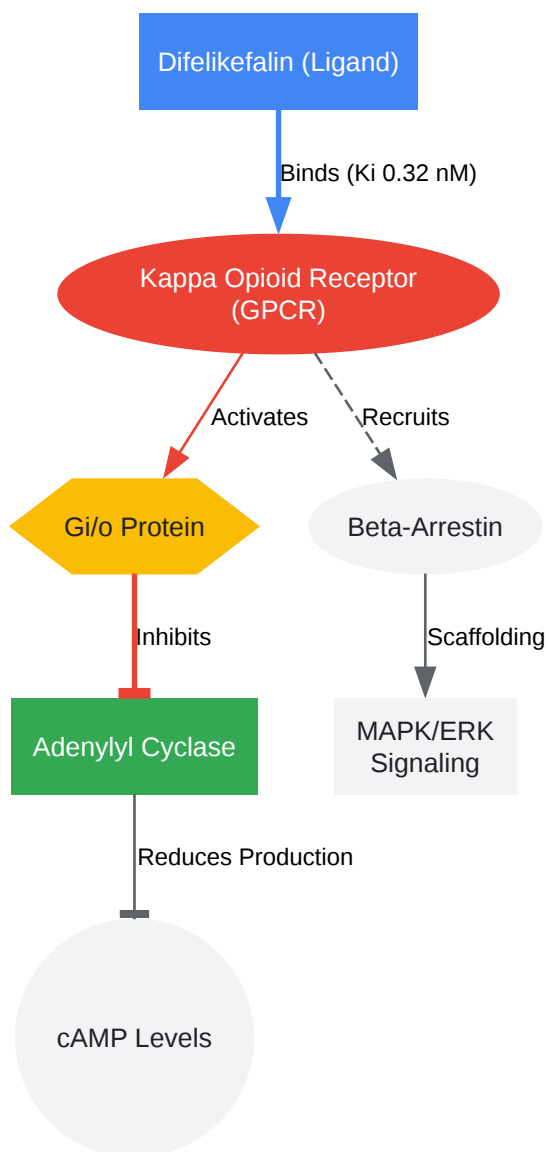 Difelikefalin (Ligand)
Binds (Ki 0.32 nM)
Kappa Opioid Receptor
(GPCR)
Activates
Recruits
Gi/o Protein
Beta-Arrestin
Inhibits
Scaffolding
Adenylyl Cyclase
MAPK/ERK
Signaling
Reduces Production
cAMP Levels